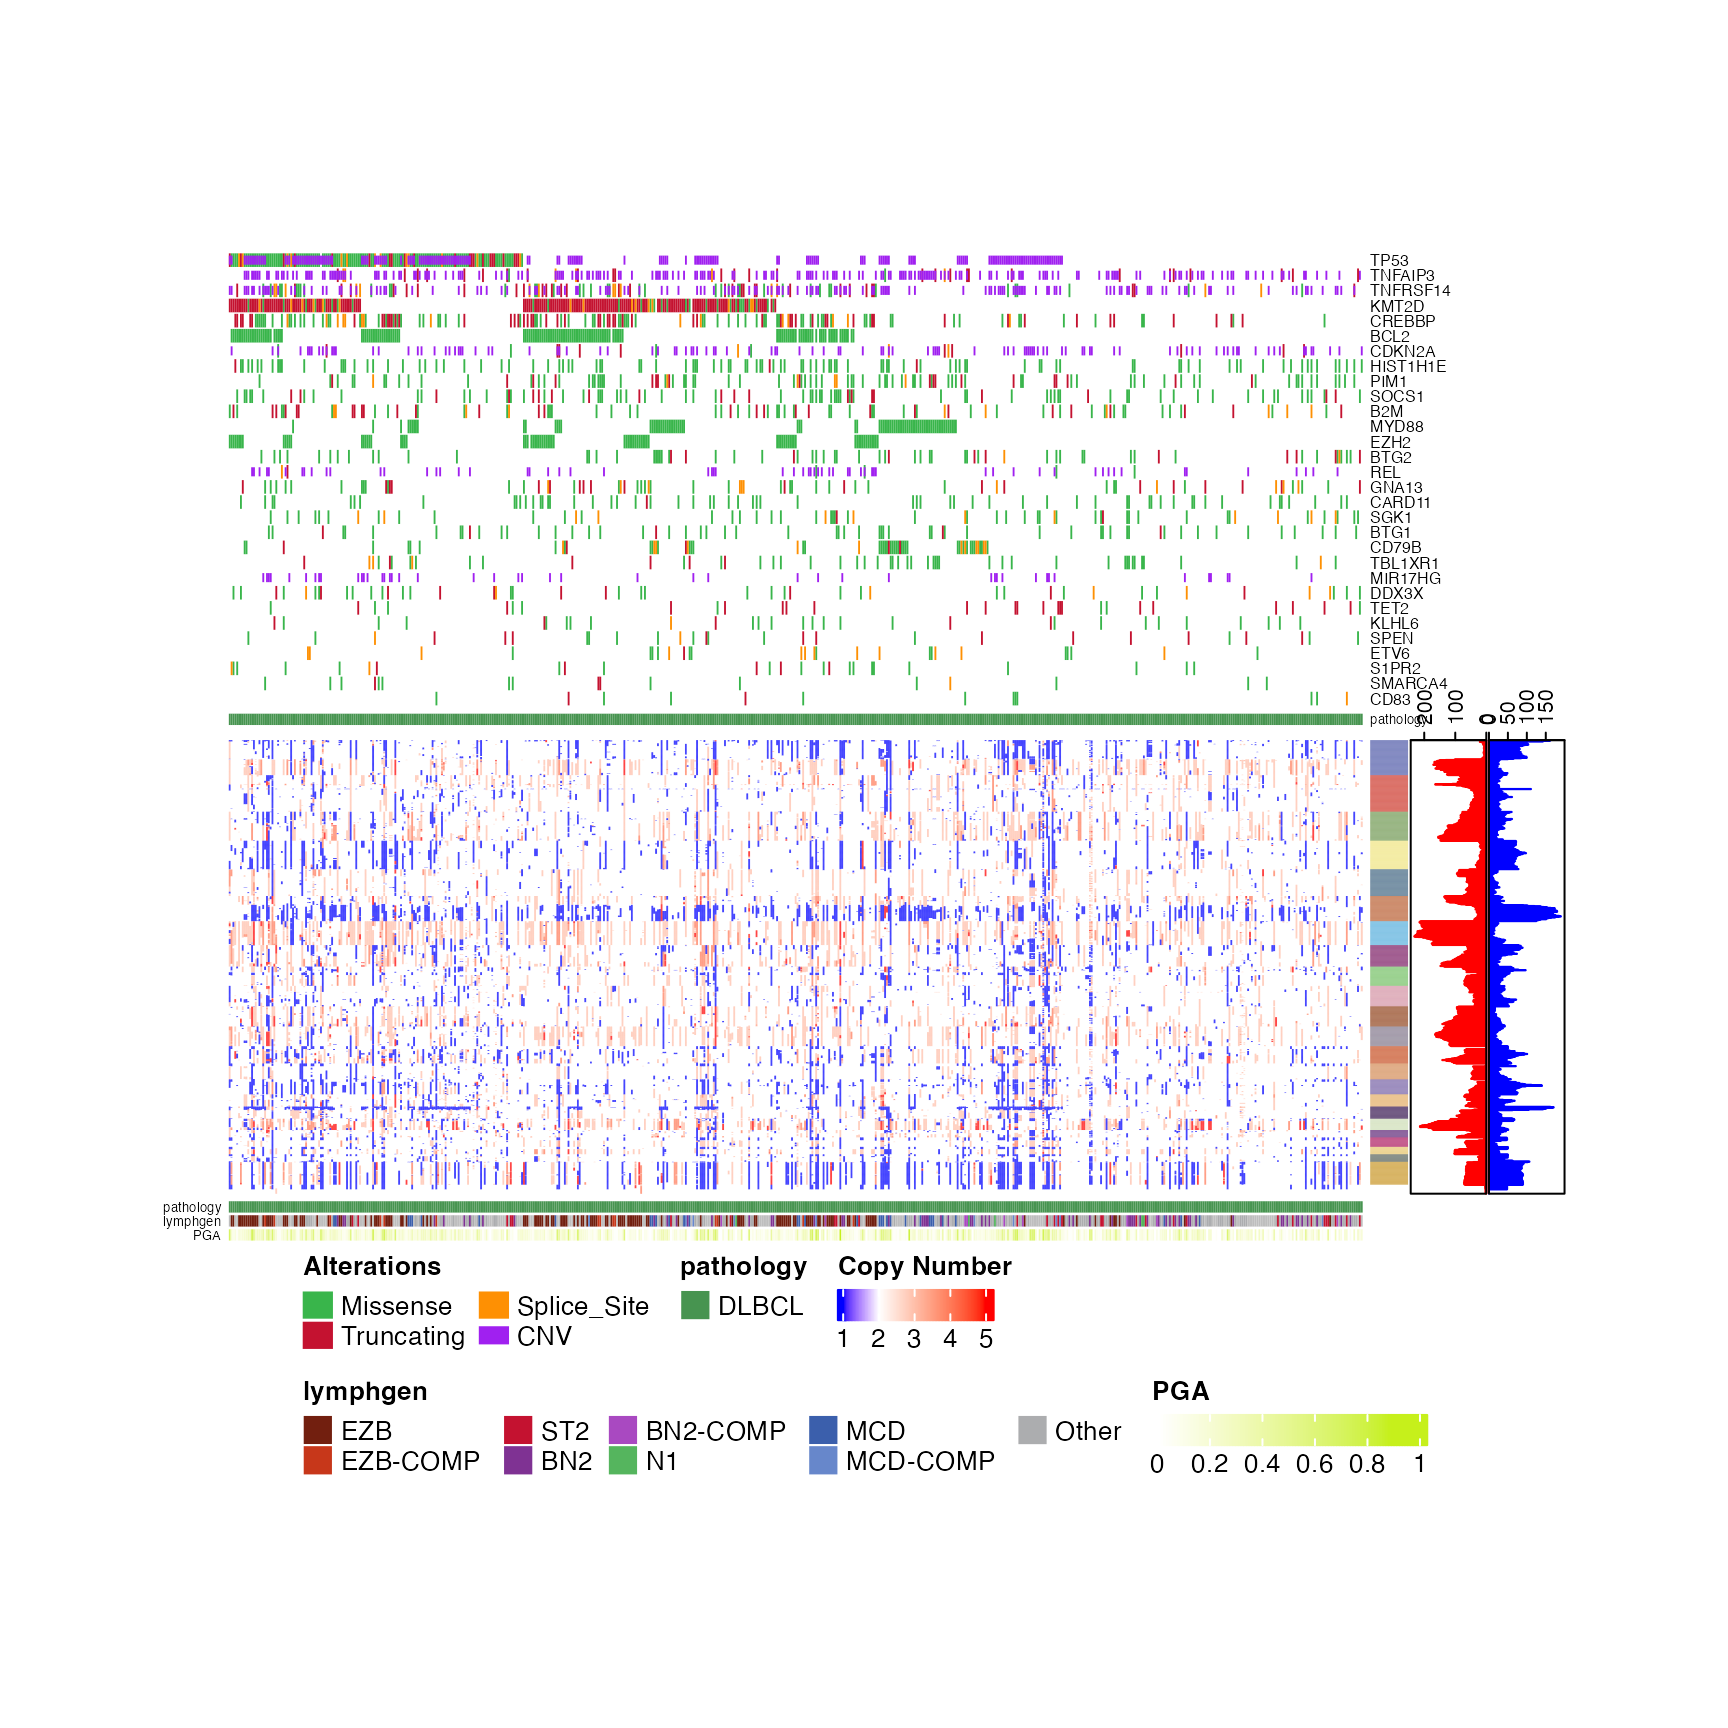 TP53
TNFAIP3
TNFRSF14
KMT2D
CREBBP
BCL2
CDKN2A
HIST1H1E
PIM1
SOCS1
B2M
MYD88
EZH2
BTG2
REL
GNA13
CARD11
SGK1
BTG1
CD79B
TBL1XR1
MIR17HG
DDX3X
TET2
KLHL6
SPEN
ETV6
S1PR2
SMARCA4
CD83
pathology
200 100 0 0 50 100 150
pathology
lymphgen
PGA
Alterations pathology Copy Number
Missense Splice_Site DLBCL
Truncating CNV 1 2 3 4 5
lymphgen PGA
EZB ST2 BN2-COMP MCD Other
EZB-COMP BN2 N1 MCD-COMP 0 0.2 0.4 0.6 0.8 1